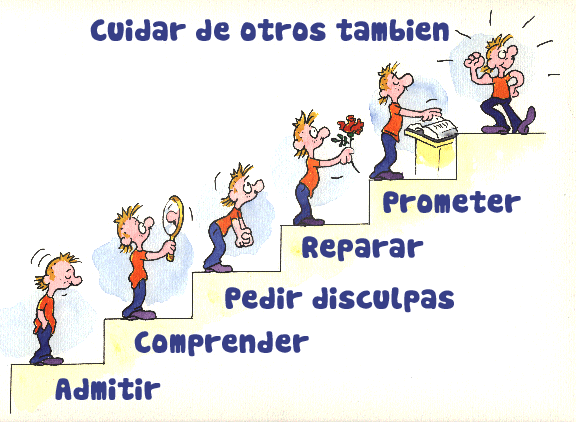 Cuidar de otros tambien
Prometer
Reparar
Pedir disculpas
Comprender
Admitir